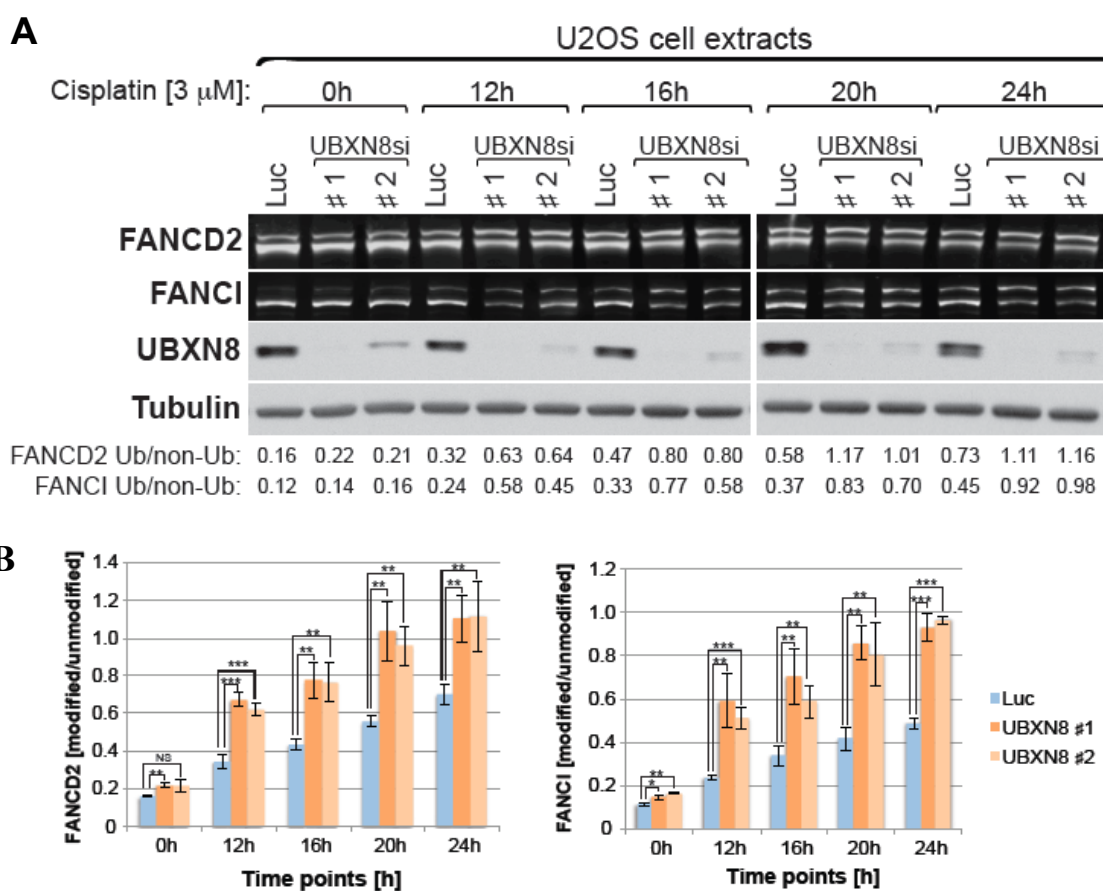 A
U2OS cell extracts
Cisplatin [3 µM]: 0h 12h 16h 20h 24h
UBXN8si UBXN8si UBXN8si UBXN8si UBXN8si
Luc # 1 # 2 Luc # 1 # 2 Luc # 1 # 2 Luc # 1 # 2 Luc # 1 # 2
FANCD2
FANCI
UBXN8
Tubulin
FANCD2 Ub/non-Ub: 0.16 0.22 0.21 0.32 0.63 0.64 0.47 0.80 0.80 0.58 1.17 1.01 0.73 1.11 1.16
FANCI Ub/non-Ub: 0.12 0.14 0.16 0.24 0.58 0.45 0.33 0.77 0.58 0.37 0.83 0.70 0.45 0.92 0.98
B
FANCD2 [modified/unmodified]
1.4
1.2
1.0
0.8
0.6
0.4
0.2
0
NS
**
***
***
**
**
**
**
**
**
0h 12h 16h 20h 24h
Time points [h]
FANCI [modified/unmodified]
1.2
1.0
0.8
0.6
0.4
0.2
0
**
*
***
**
**
**
**
**
***
***
0h 12h 16h 20h 24h
Time points [h]
Luc
UBXN8 #1
UBXN8 #2